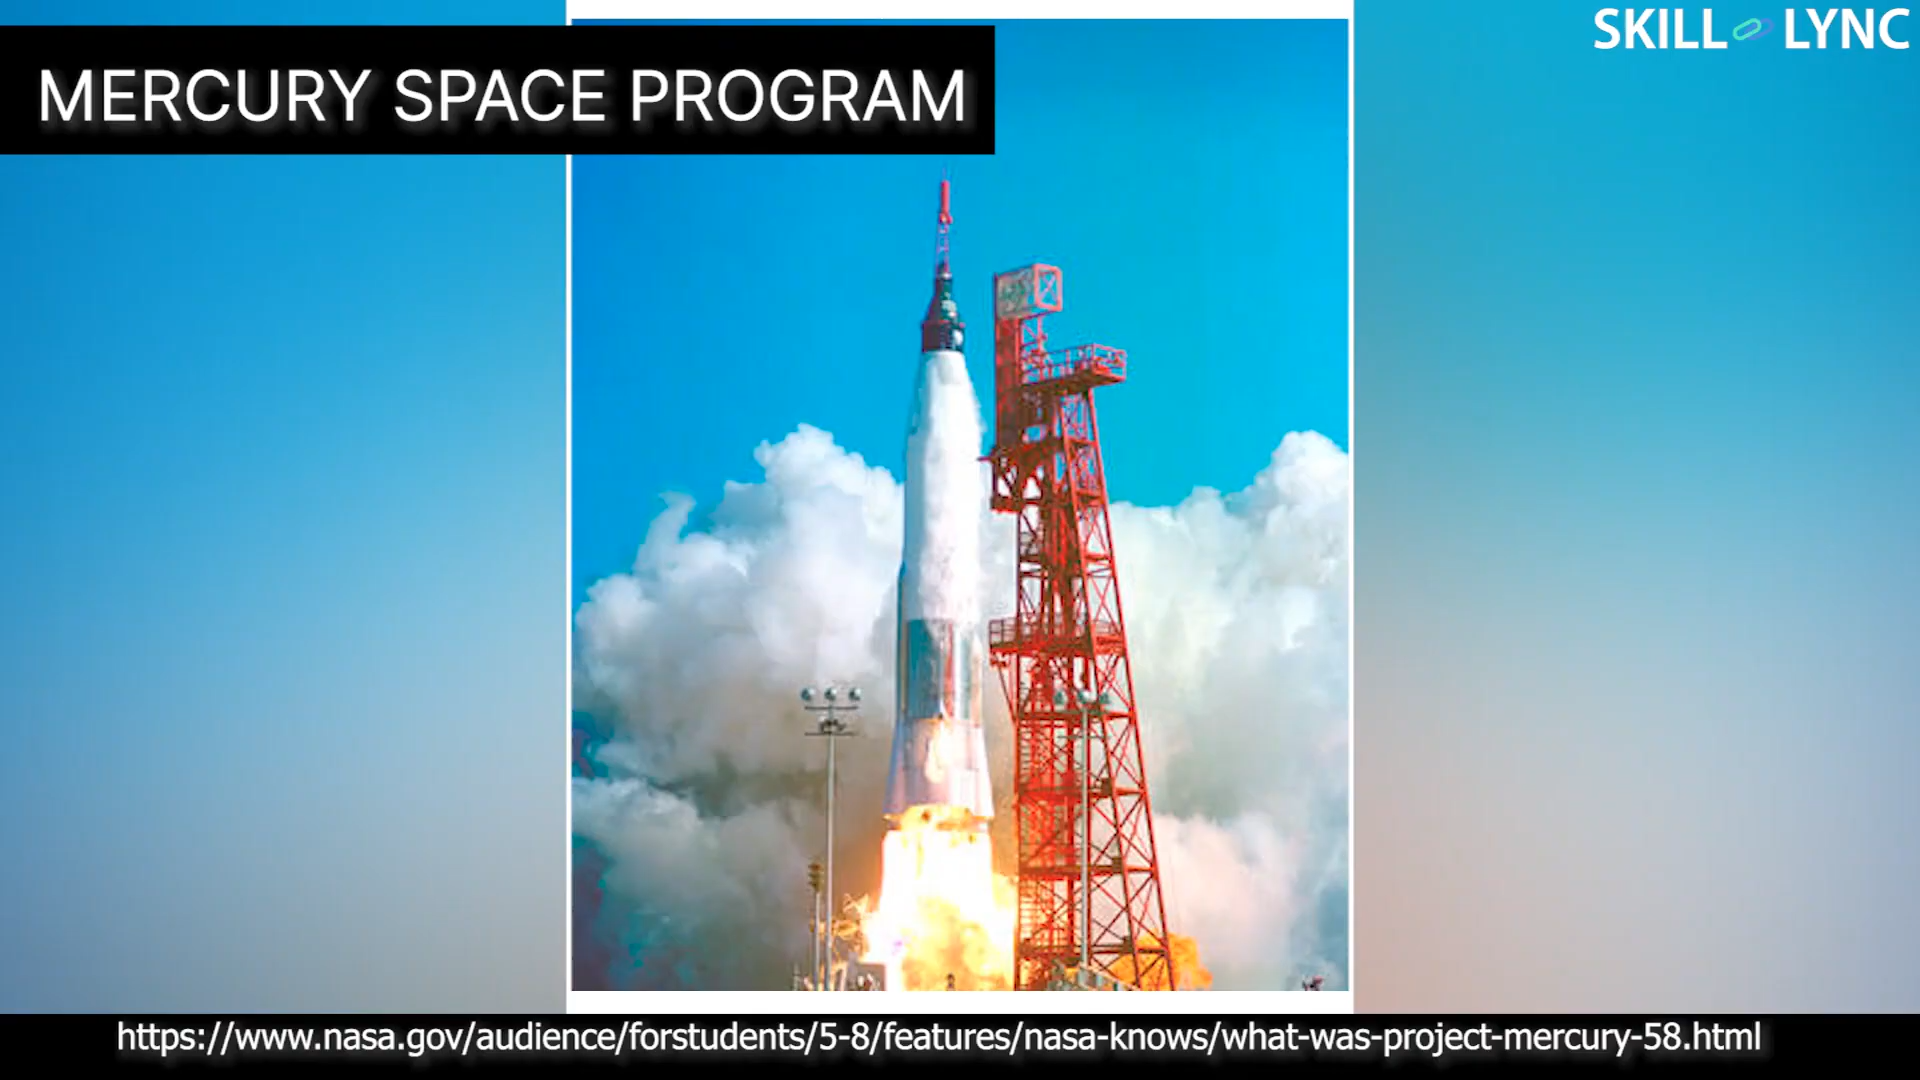 SKILL LYNC
MERCURY SPACE PROGRAM
https://www.nasa.gov/audience/forstudents/5-8/features/nasa-knows/what-was-project-mercury-58.html